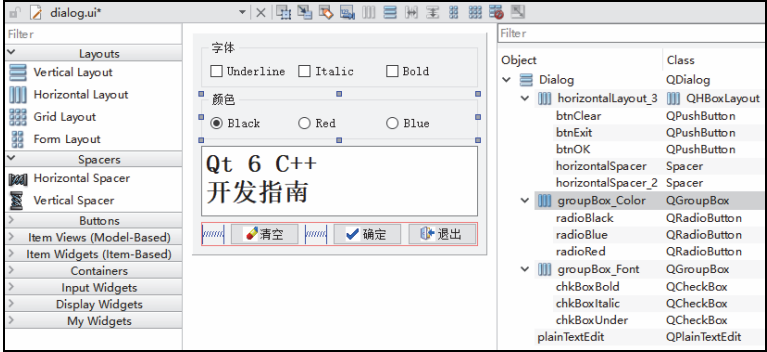 dialog.ui*
Filter
Layouts
Vertical Layout
Horizontal Layout
Grid Layout
Form Layout
Spacers
Horizontal Spacer
Vertical Spacer
Buttons
Item Views (Model-Based)
Item Widgets (Item-Based)
Containers
Input Widgets
Display Widgets
My Widgets
字体
Underline Italic Bold
颜色
Black Red Blue
Qt 6 C++
开发指南
清空 确定 退出
Filter
Object Class
Dialog QDialog
horizontalLayout_3 QHBoxLayout
btnClear QPushButton
btnExit QPushButton
btnOK QPushButton
horizontalSpacer Spacer
horizontalSpacer_2 Spacer
groupBox_Color QGroupBox
radioBlack QRadioButton
radioBlue QRadioButton
radioRed QRadioButton
groupBox_Font QGroupBox
chkBoxBold QCheckBox
chkBoxItalic QCheckBox
chkBoxUnder QCheckBox
plainTextEdit QPlainTextEdit